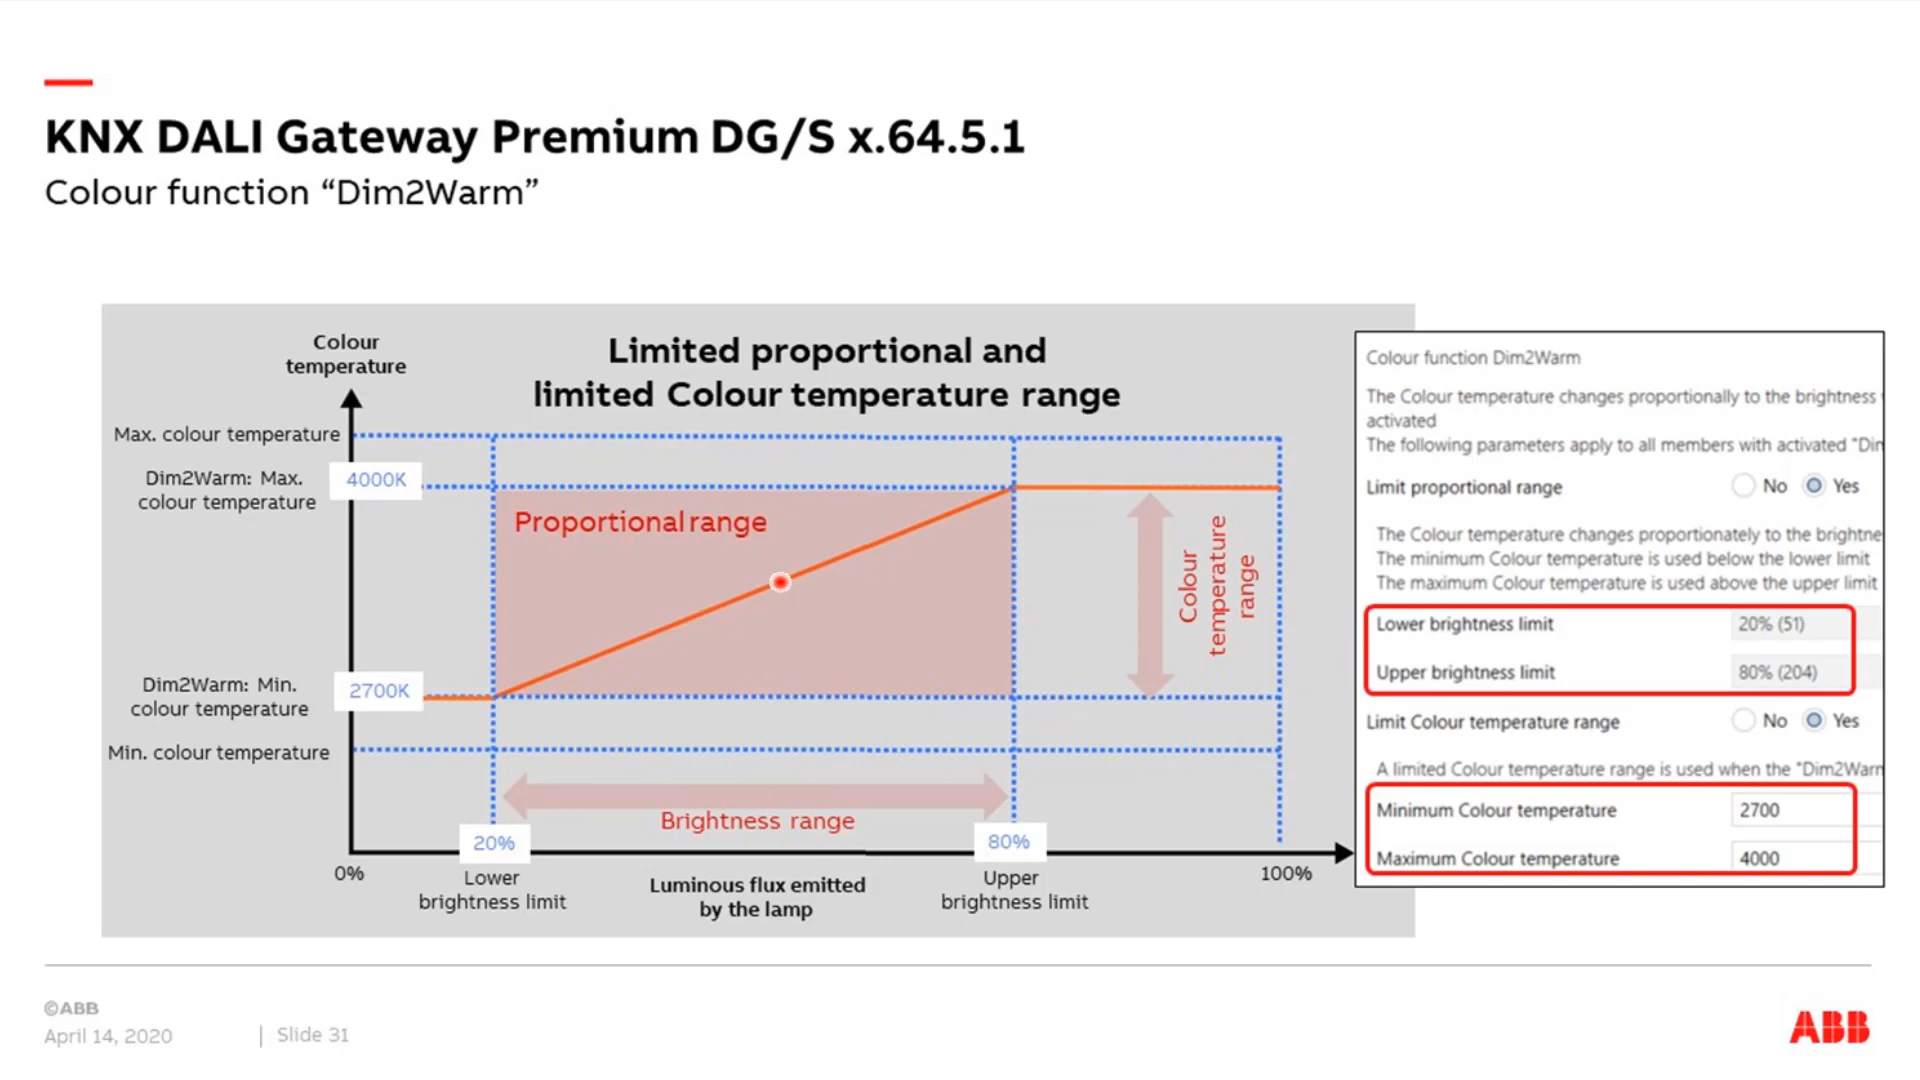 KNX DALI Gateway Premium DG/S x.64.5.1
Colour function “Dim2Warm”
Limited proportional and
limited Colour temperature range
Colour
temperature
Max. colour temperature
Dim2Warm: Max.
colour temperature
4000K
Proportional range
Colour
temperature
range
Dim2Warm: Min.
colour temperature
2700K
Min. colour temperature
Brightness range
20%
80%
0%
100%
Lower
brightness limit
Luminous flux emitted
by the lamp
Upper
brightness limit
Colour function Dim2Warm
The Colour temperature changes proportionally to the brightness
activated
The following parameters apply to all members with activated "Din
Limit proportional range No Yes
The Colour temperature changes proportionately to the brightne
The minimum Colour temperature is used below the lower limit
The maximum Colour temperature is used above the upper limit
Lower brightness limit 20% (51)
Upper brightness limit 80% (204)
Limit Colour temperature range No Yes
A limited Colour temperature range is used when the "Dim2Warn
Minimum Colour temperature 2700
Maximum Colour temperature 4000
©ABB
April 14, 2020 | Slide 31
ABB